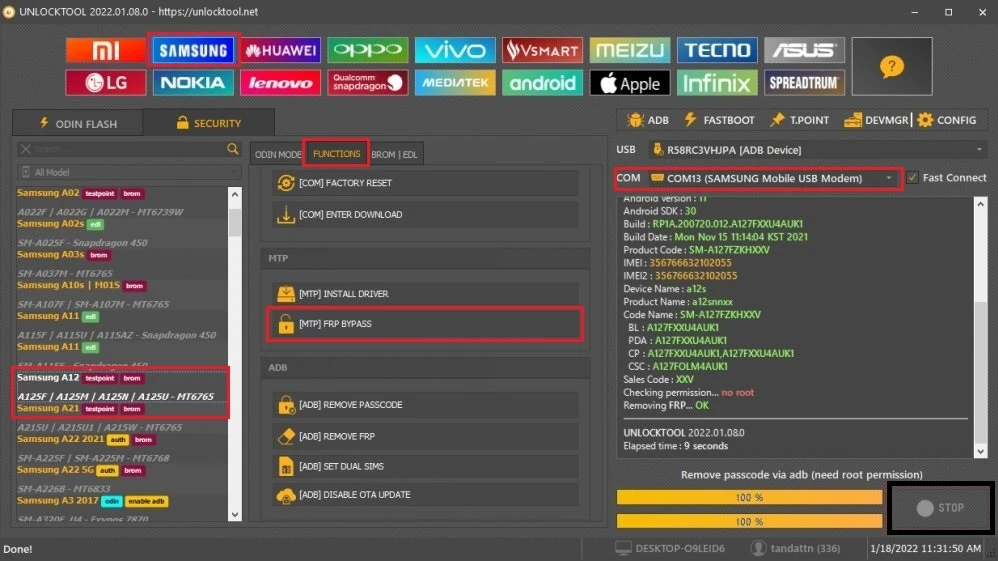 UNLOCKTOOL 2022.01.08.0 - https://unlocktool.net
mi SAMSUNG HUAWEI oppo vivo VSMART MEIZU TECNO ASUS
LG NOKIA lenovo Qualcomm snapdragon MEDIATEK android Apple Infinix SPREADTRUM
?
ODIN FLASH SECURITY
ADB FASTBOOT T.POINT DEVMGR CONFIG
Search...
All Model
Samsung A02 testpoint brom
A022F / A022G / A022M - MT6739W
Samsung A02s edl
SM-A025F - Snapdragon 450
Samsung A03s brom
SM-A037M - MT6765
Samsung A10s | M01S brom
SM-A107F / SM-A107M - MT6765
Samsung A11 edl
A115F / A115U / A115AZ - Snapdragon 450
Samsung A11 edl
SM-A115F - Snapdragon 450
Samsung A12 testpoint brom
A125F / A125M / A125N / A125U - MT6765
Samsung A21 testpoint brom
A215U / A215U1 / A215W - MT6765
Samsung A22 2021 auth brom
SM-A225F / SM-A225M - MT6768
Samsung A22 5G auth brom
SM-A226B - MT6833
Samsung A3 2017 odin enable adb
SM-A320F, UA - Exynos 7870
ODIN MODE FUNCTIONS BROM | EDL
[COM] FACTORY RESET
[COM] ENTER DOWNLOAD
MTP
[MTP] INSTALL DRIVER
[MTP] FRP BYPASS
ADB
[ADB] REMOVE PASSCODE
[ADB] REMOVE FRP
[ADB] SET DUAL SIMS
[ADB] DISABLE OTA UPDATE
USB R58RC3VHJPA [ADB Device]
COM COM13 (SAMSUNG Mobile USB Modem) Fast Connect
Android Version : 11
Android SDK : 30
Build : RP1A.200720.012.A127FXXU4AUK1
Build Date : Mon Nov 15 11:14:04 KST 2021
Product Code : SM-A127FZKHXXV
IMEI : 356766632102055
IMEI2 : 356766632102055
Device Name : a12s
Product Name : a12snnxx
Code Name : SM-A127FZKHXXV
BL : A127FXXU4AUK1
PDA : A127FXXU4AUK1
CP : A127FXXU4AUK1,A127FXXU4AUK1
CSC : A127FOLM4AUK1
Sales Code : XXV
Checking permission... no root
Removing FRP... OK
UNLOCKTOOL 2022.01.08.0
Elapsed time : 9 seconds
Remove passcode via adb (need root permission)
100 %
100 %
STOP
Done! DESKTOP-O9LEID6 tandattn (336) 1/18/2022 11:31:50 AM